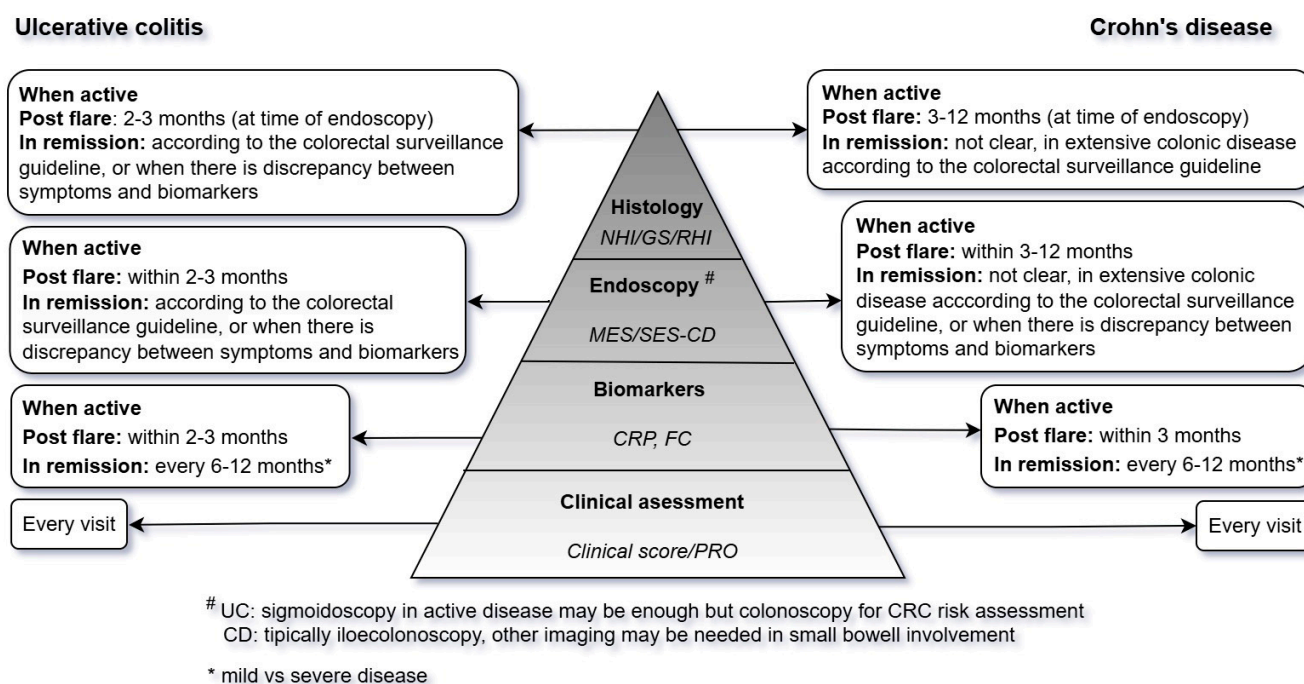 Ulcerative colitis
Crohn's disease
When active
Post flare: 2-3 months (at time of endoscopy)
In remission: according to the colorectal surveillance
guideline, or when there is discrepancy between
symptoms and biomarkers
When active
Post flare: 3-12 months (at time of endoscopy)
In remission: not clear, in extensive colonic disease
according to the colorectal surveillance guideline
Histology
NHI/GS/RHI
When active
Post flare: within 2-3 months
In remission: according to the colorectal
surveillance guideline, or when there is
discrepancy between symptoms and biomarkers
Endoscopy #
MES/SES-CD
When active
Post flare: within 3-12 months
In remission: not clear, in extensive colonic
disease acccording to the colorectal surveillance
guideline, or when there is discrepancy between
symptoms and biomarkers
When active
Post flare: within 2-3 months
In remission: every 6-12 months*
Biomarkers
CRP, FC
When active
Post flare: within 3 months
In remission: every 6-12 months*
Every visit
Clinical asessment
Clinical score/PRO
Every visit
# UC: sigmoidoscopy in active disease may be enough but colonoscopy for CRC risk assessment
CD: tipically iloecolonoscopy, other imaging may be needed in small bowell involvement
* mild vs severe disease